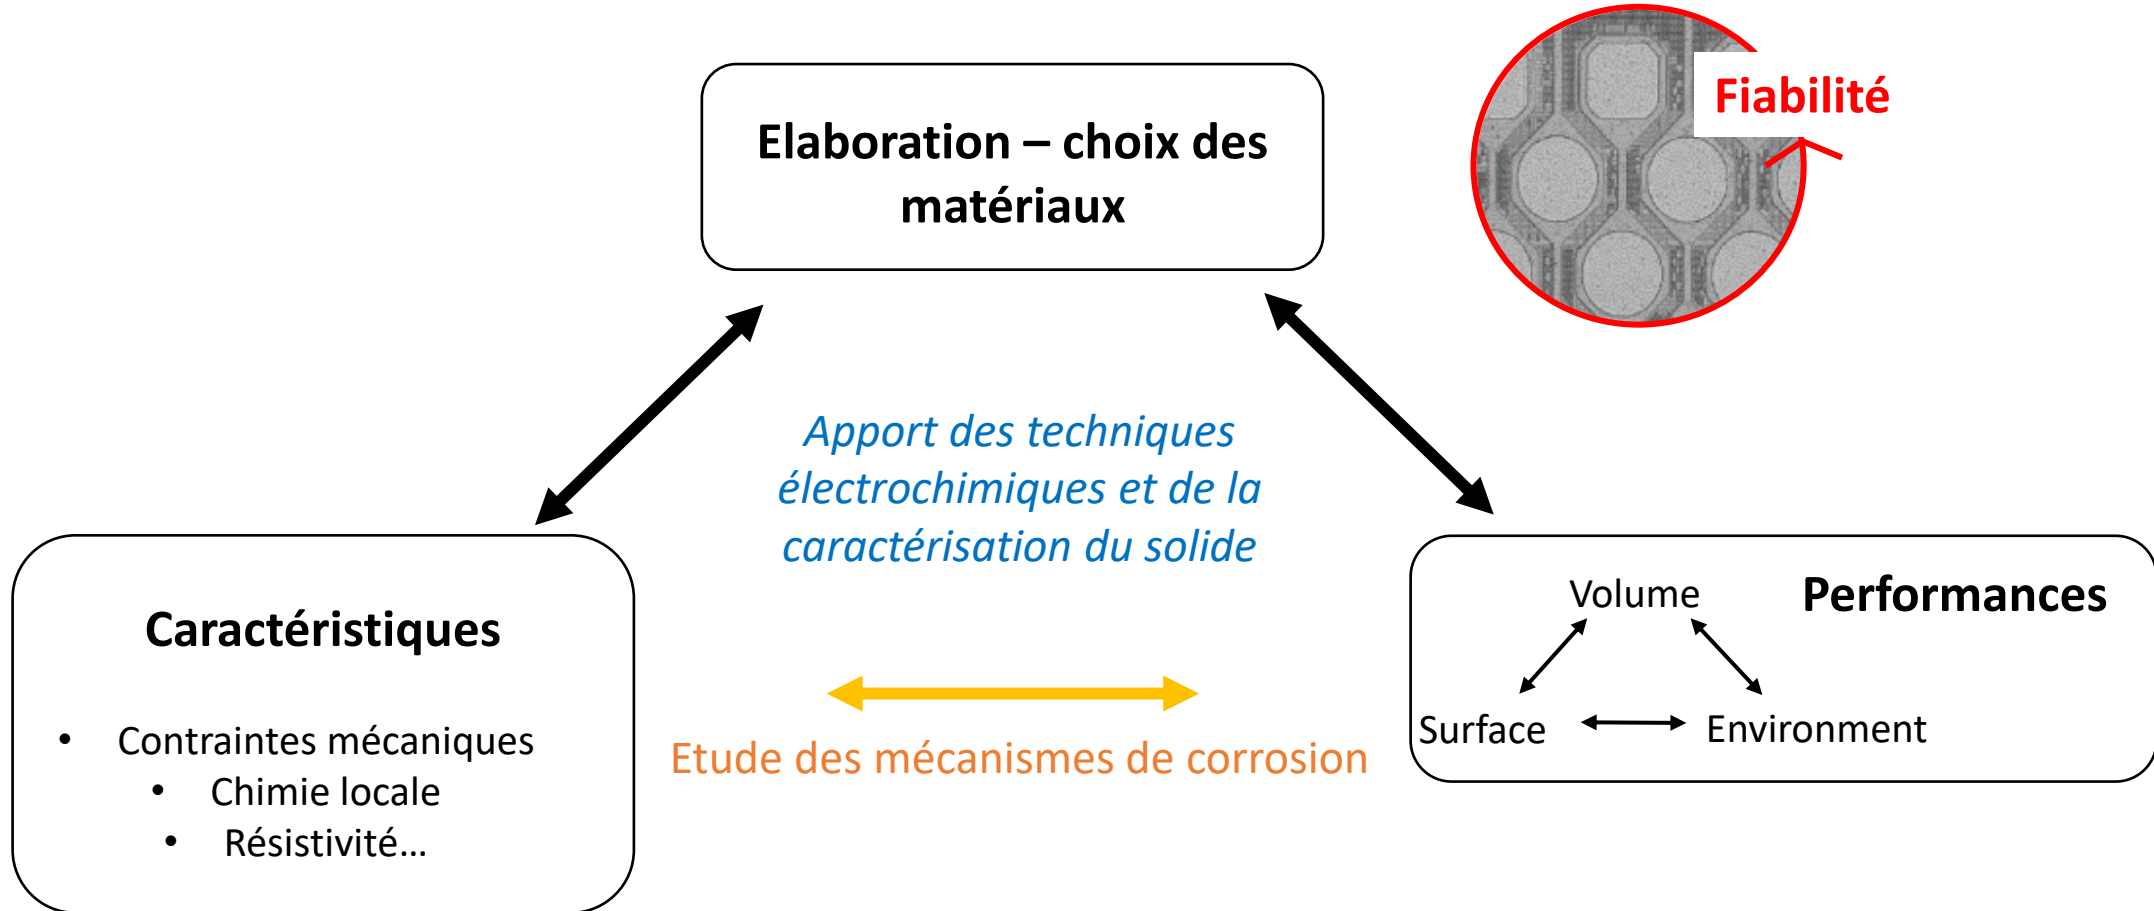 Fiabilité
Elaboration – choix des
matériaux
Apport des techniques
électrochimiques et de la
caractérisation du solide
Caractéristiques
• Contraintes mécaniques
• Chimie locale
• Résistivité...
Etude des mécanismes de corrosion
Performances
Volume
Surface
Environment